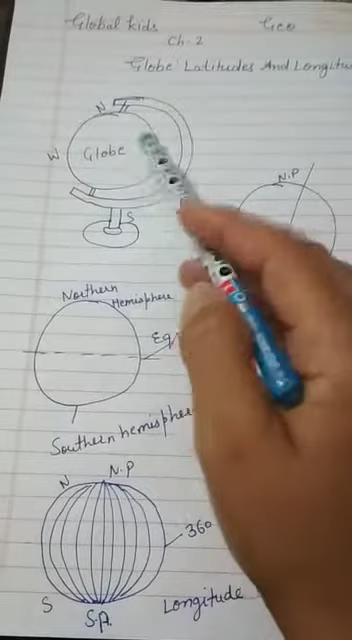 Global kids Geo
Ch-2
Globe: Latitudes And Longitu
N
W Globe
S
N.P
Northern
Hemisphere
Eq
Southern hemisphere
N N.P
360
S S.P. Longitude